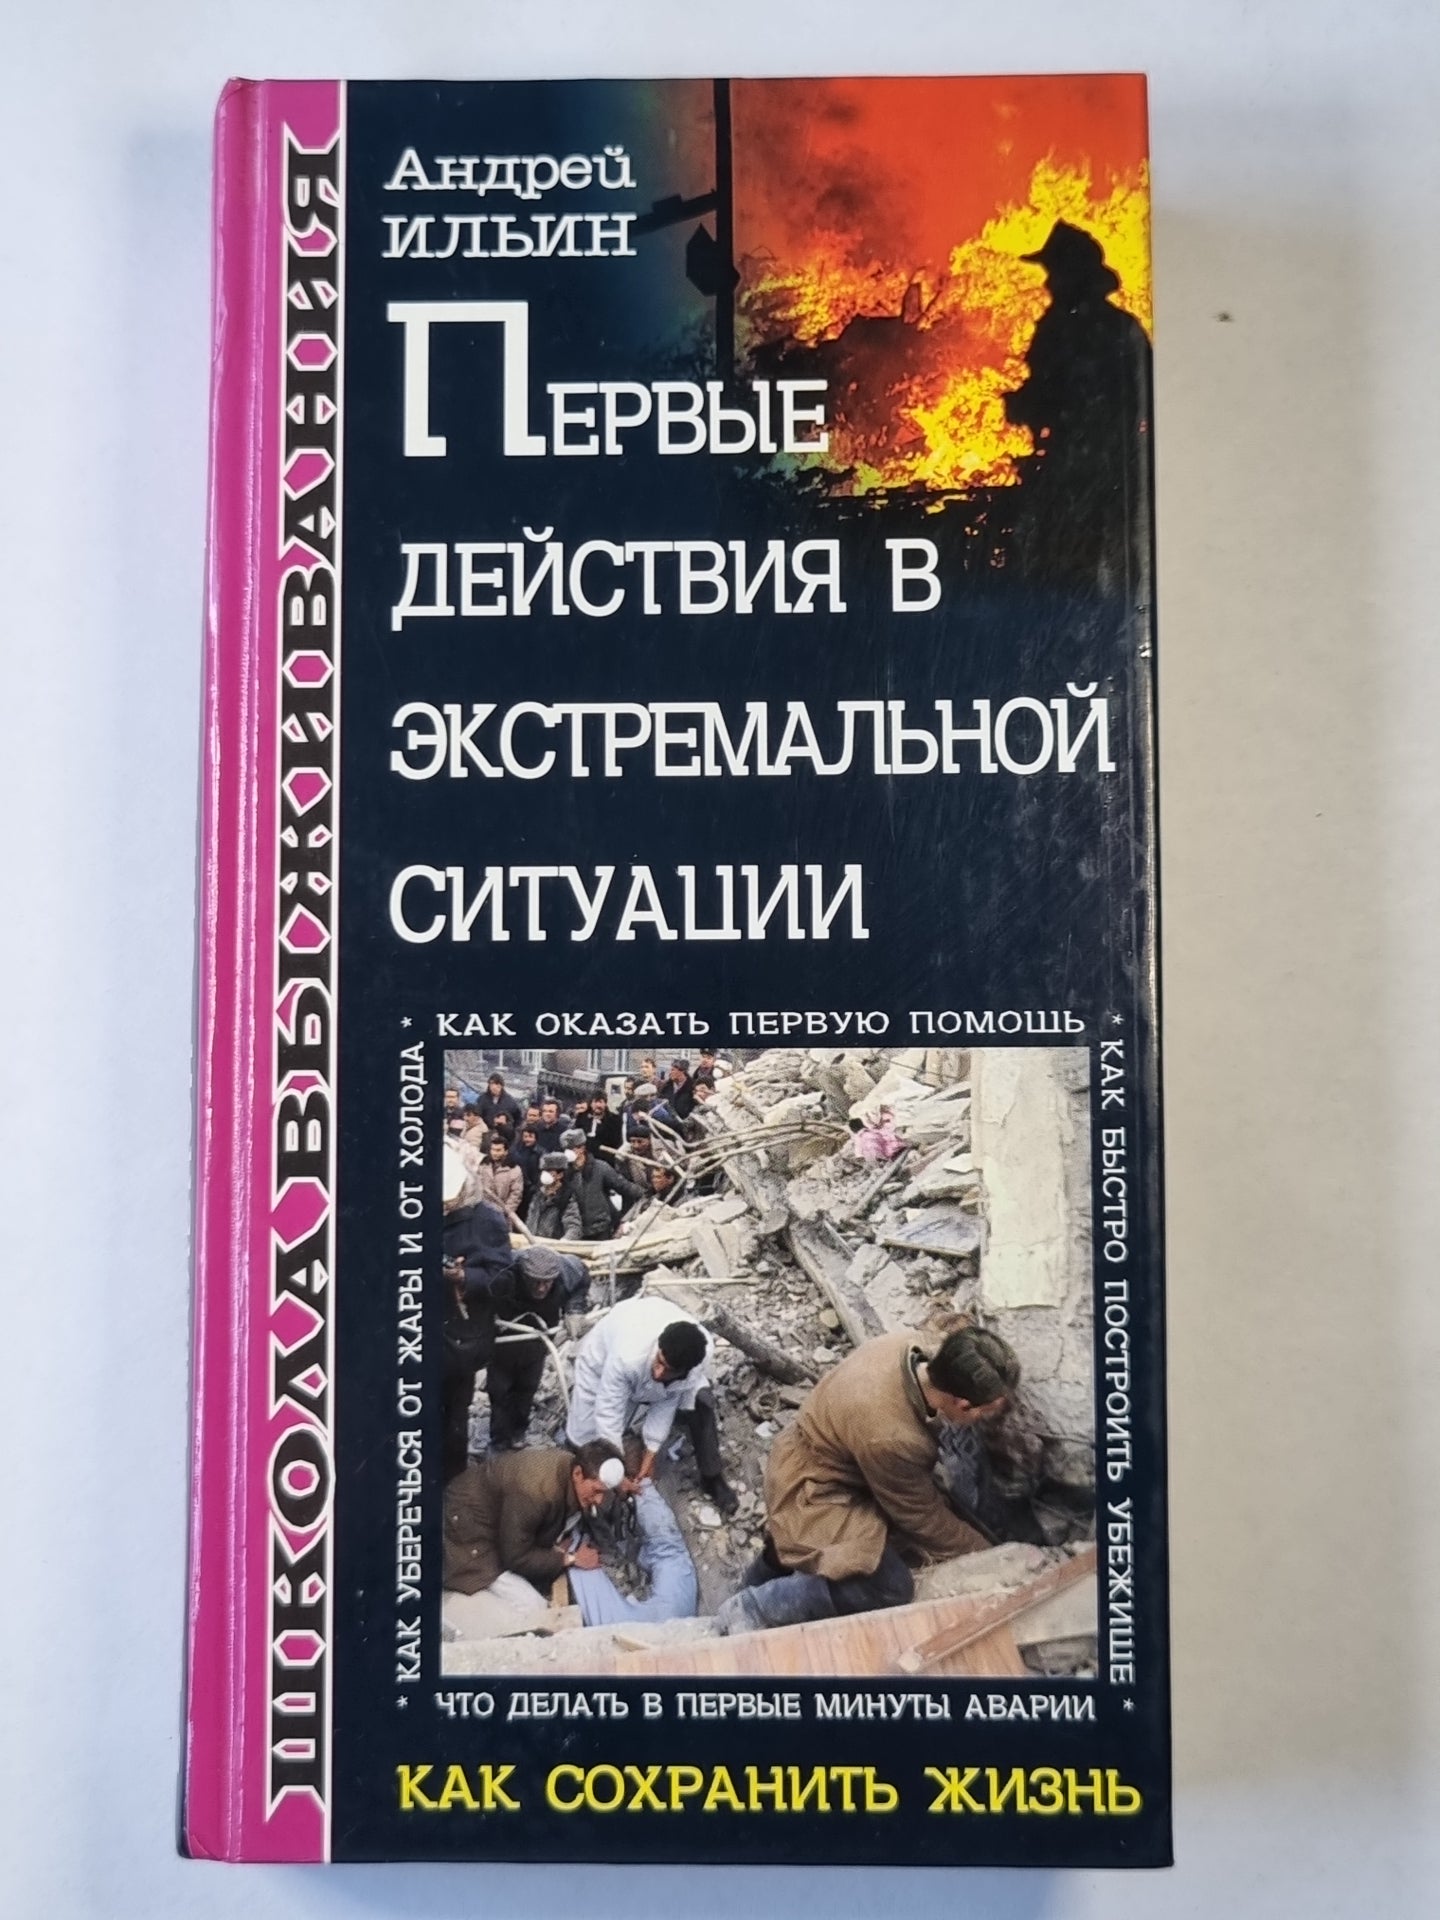 ШКОЛА ВЫЖИВАНИЯ
Андрей
ИЛЬИН
ПЕРВЫЕ
ДЕЙСТВИЯ В
ЭКСТРЕМАЛЬНОЙ
СИТУАЦИИ
* КАК ОКАЗАТЬ ПЕРВУЮ ПОМОЩЬ
* КАК БЫСТРО ПОСТРОИТЬ УБЕЖИЩЕ
* КАК УБЕРЕЧЬСЯ ОТ ЖАРЫ И ОТ ХОЛОДА
ЧТО ДЕЛАТЬ В ПЕРВЫЕ МИНУТЫ АВАРИИ *
КАК СОХРАНИТЬ ЖИЗНЬ